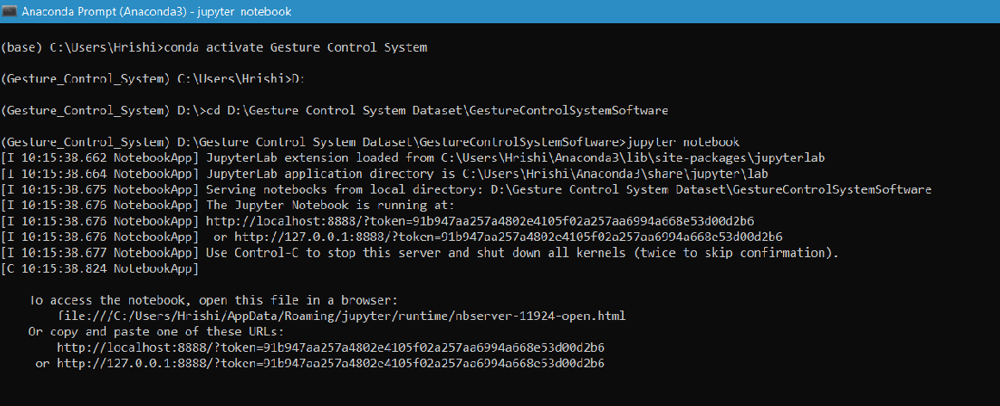 Anaconda Prompt (Anaconda3) - jupyter notebook
(base) C:\Users\Hrishi>conda activate Gesture_Control_System
(Gesture_Control_System) C:\Users\Hrishi>D:
(Gesture_Control_System) D:\>cd D:\Gesture Control System Dataset\GestureControlSystemSoftware
(Gesture_Control_System) D:\Gesture Control System Dataset\GestureControlSystemSoftware>jupyter notebook
[I 10:15:38.662 NotebookApp] JupyterLab extension loaded from C:\Users\Hrishi\Anaconda3\lib\site-packages\jupyterlab
[I 10:15:38.664 NotebookApp] JupyterLab application directory is C:\Users\Hrishi\Anaconda3\share\jupyter\lab
[I 10:15:38.675 NotebookApp] Serving notebooks from local directory: D:\Gesture Control System Dataset\GestureControlSystemSoftware
[I 10:15:38.676 NotebookApp] The Jupyter Notebook is running at:
[I 10:15:38.676 NotebookApp] http://localhost:8888/?token=91b947aa257a4802e4105f02a257aa6994a668e53d00d2b6
[I 10:15:38.676 NotebookApp]  or http://127.0.0.1:8888/?token=91b947aa257a4802e4105f02a257aa6994a668e53d00d2b6
[I 10:15:38.677 NotebookApp] Use Control-C to stop this server and shut down all kernels (twice to skip confirmation).
[C 10:15:38.824 NotebookApp]
To access the notebook, open this file in a browser:
file:///C:/Users/Hrishi/AppData/Roaming/jupyter/runtime/nbserver-11924-open.html
Or copy and paste one of these URLs:
http://localhost:8888/?token=91b947aa257a4802e4105f02a257aa6994a668e53d00d2b6
or http://127.0.0.1:8888/?token=91b947aa257a4802e4105f02a257aa6994a668e53d00d2b6